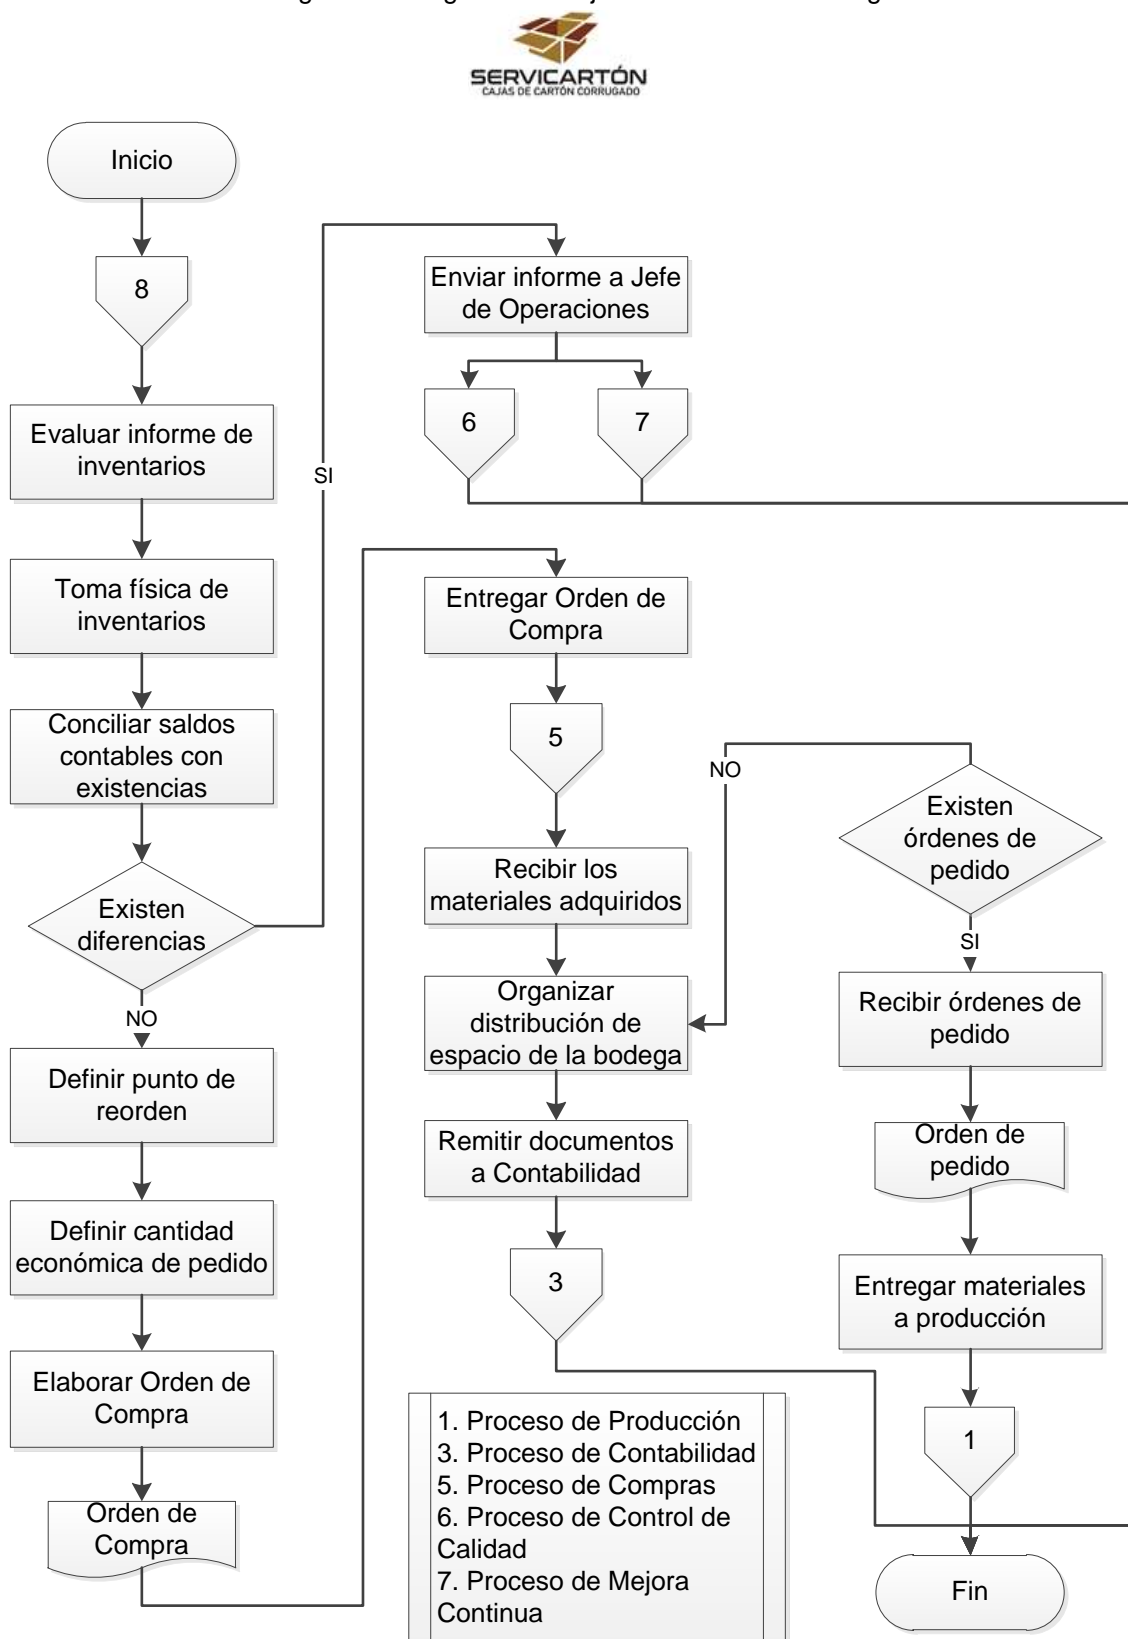 SERVICARTÓN
CAJAS DE CARTÓN CORRUGADO
Inicio
8
Evaluar informe de
inventarios
Toma física de
inventarios
Conciliar saldos
contables con
existencias
Existen
diferencias
SI
NO
Definir punto de
reorden
Definir cantidad
económica de pedido
Elaborar Orden de
Compra
Orden de
Compra
Enviar informe a Jefe
de Operaciones
6
7
Entregar Orden de
Compra
5
Recibir los
materiales adquiridos
Organizar
distribución de
espacio de la bodega
Remitir documentos
a Contabilidad
3
NO
Existen
órdenes de
pedido
SI
Recibir órdenes de
pedido
Orden de
pedido
Entregar materiales
a producción
1
Fin
1. Proceso de Producción
3. Proceso de Contabilidad
5. Proceso de Compras
6. Proceso de Control de
Calidad
7. Proceso de Mejora
Continua